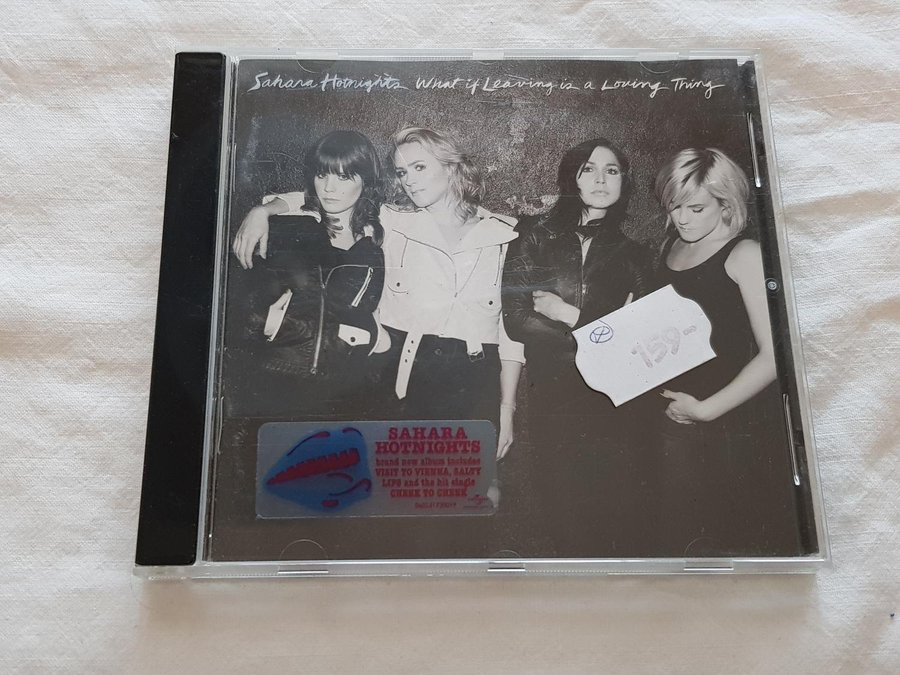 Sahara Hotnights What if Leaving is a Loving Thing
159-
SAHARA
HOTNIGHTS
brand new album includes
VISIT TO VIENNA, SALTY
LIPS and the hit single
CHEEK TO CHEEK